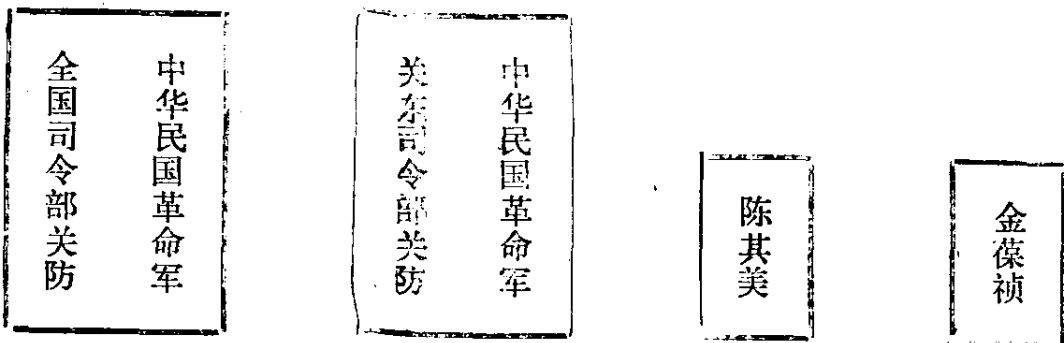 中华民国革命军
全国司令部关防
中华民国革命军
关东司令部关防
陈其美
金葆祯